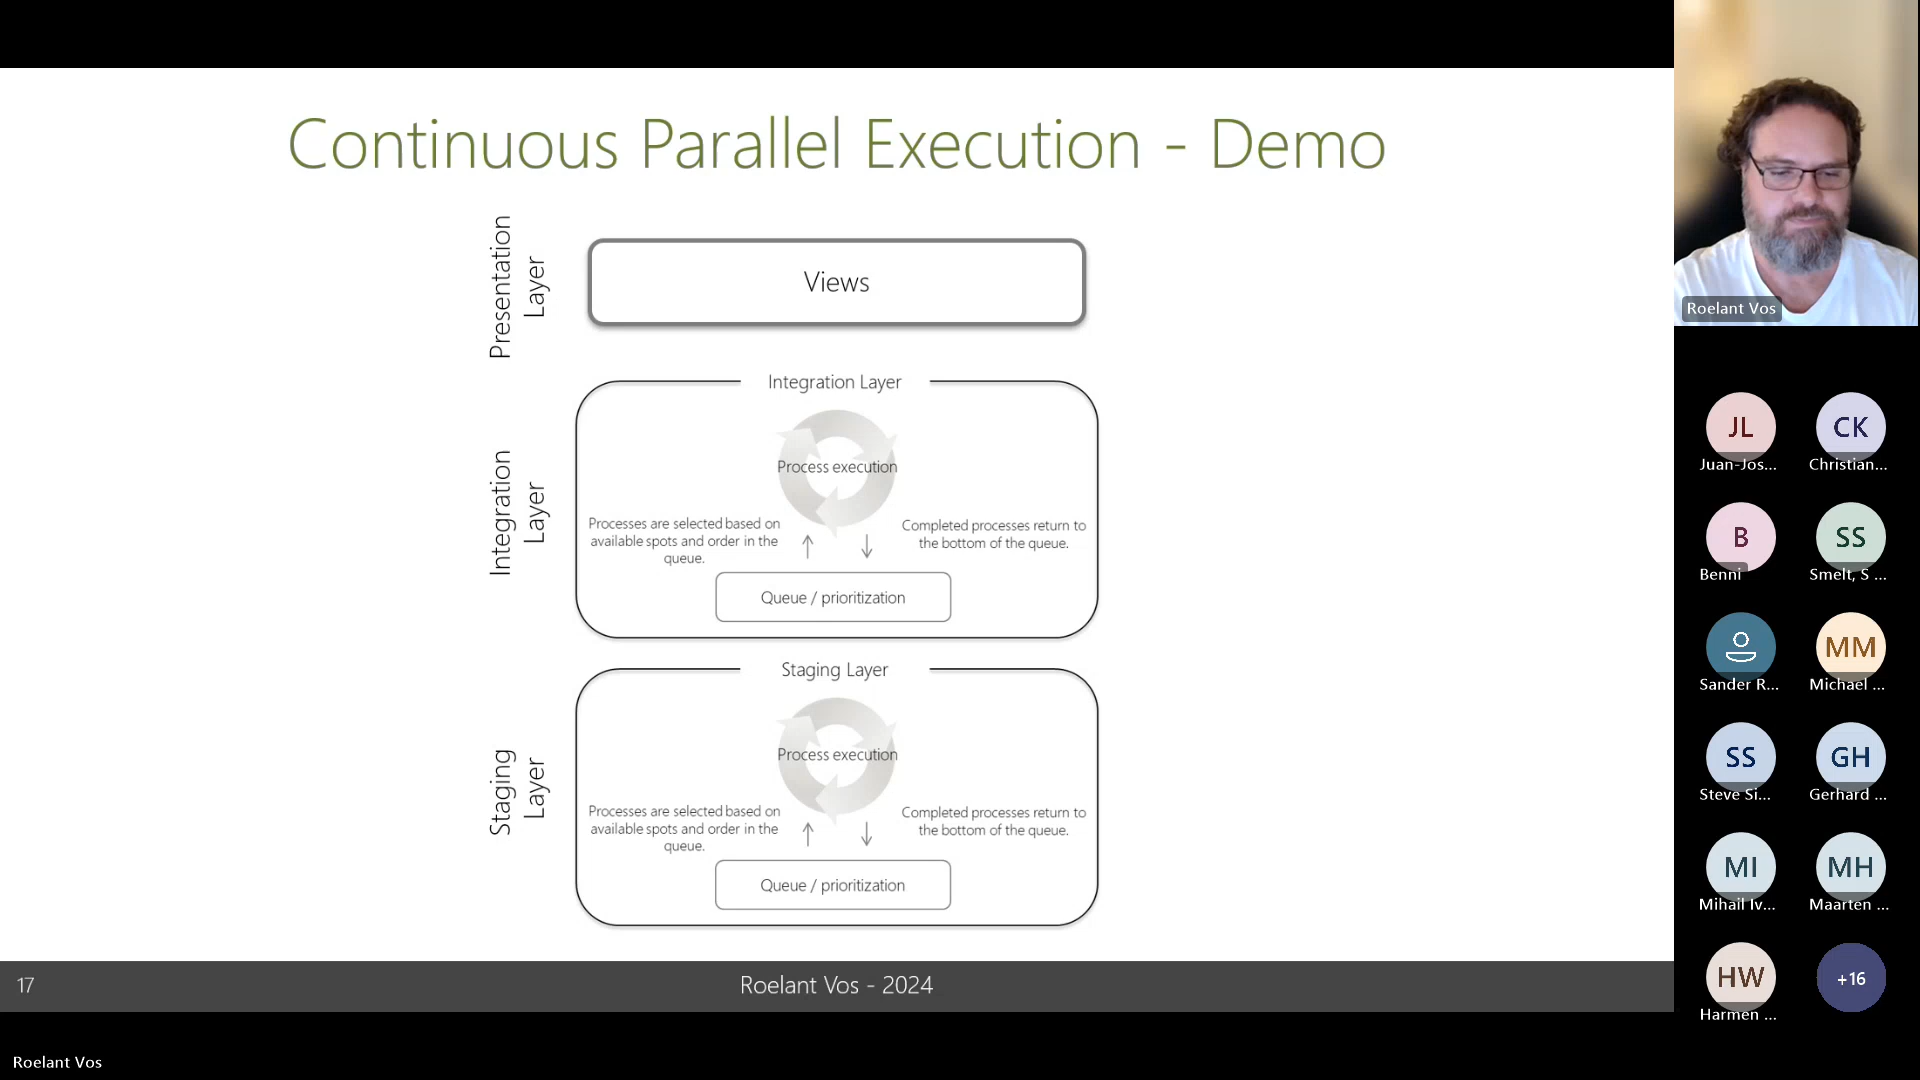 Continuous Parallel Execution - Demo
Presentation
Layer
Views
Integration
Layer
Integration Layer
Process execution
Processes are selected based on
available spots and order in the
queue.
Completed processes return to
the bottom of the queue.
Queue / prioritization
Staging
Layer
Staging Layer
Process execution
Processes are selected based on
available spots and order in the
queue.
Completed processes return to
the bottom of the queue.
Queue / prioritization
17
Roelant Vos - 2024
Roelant Vos
Roelant Vos
JL
Juan-Jos...
CK
Christian...
B
Benni
SS
Smelt, S ...
Sander R...
MM
Michael ...
SS
Steve Si...
GH
Gerhard ...
MI
Mihail Iv...
MH
Maarten ...
HW
Harmen ...
+16